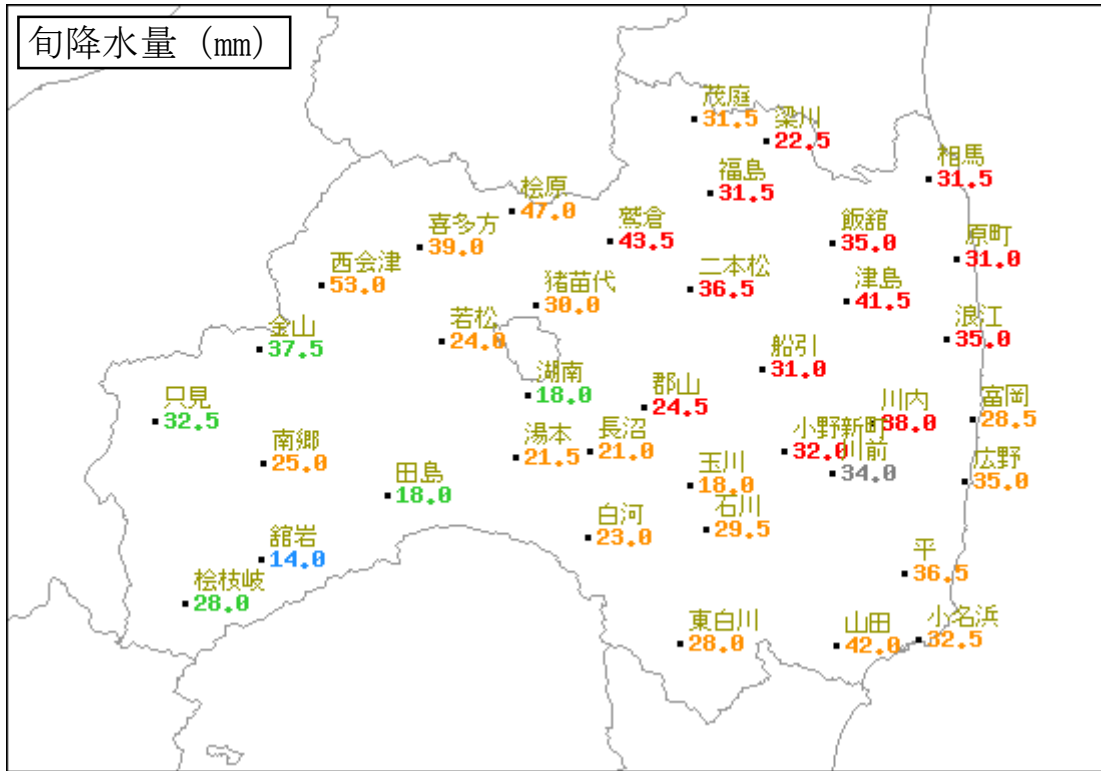 旬降水量 (mm)
茂庭
31.5
梁川
22.5
相馬
31.5
福島
31.5
桧原
47.0
鷲倉
43.5
喜多方
39.0
飯舘
35.0
原町
31.0
西会津
53.0
二本松
36.5
津島
41.5
猪苗代
30.0
若松
24.0
金山
37.5
浪江
35.0
船引
31.0
湖南
18.0
郡山
24.5
只見
32.5
川内
38.0
富岡
28.5
南郷
25.0
湯本
21.5
長沼
21.0
小野新町
32.0
川前
34.0
広野
35.0
田島
18.0
玉川
18.0
石川
29.5
白河
23.0
舘岩
14.0
平
36.5
桧枝岐
28.0
東白川
28.0
山田
42.0
小名浜
32.5